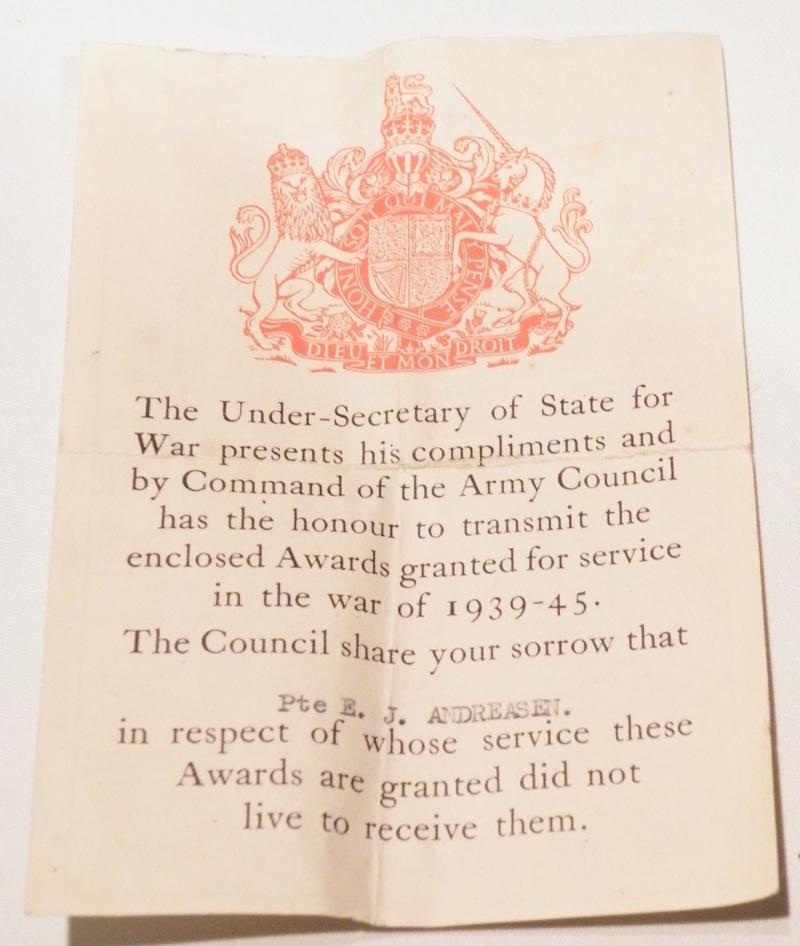 HONI SOIT QUI MAL Y PENSE
DIEU ET MON DROIT
The Under-Secretary of State for
War presents his compliments and
by Command of the Army Council
has the honour to transmit the
enclosed Awards granted for service
in the war of 1939-45.
The Council share your sorrow that
Pte E. J. ANDREASEN.
in respect of whose service these
Awards are granted did not
live to receive them.